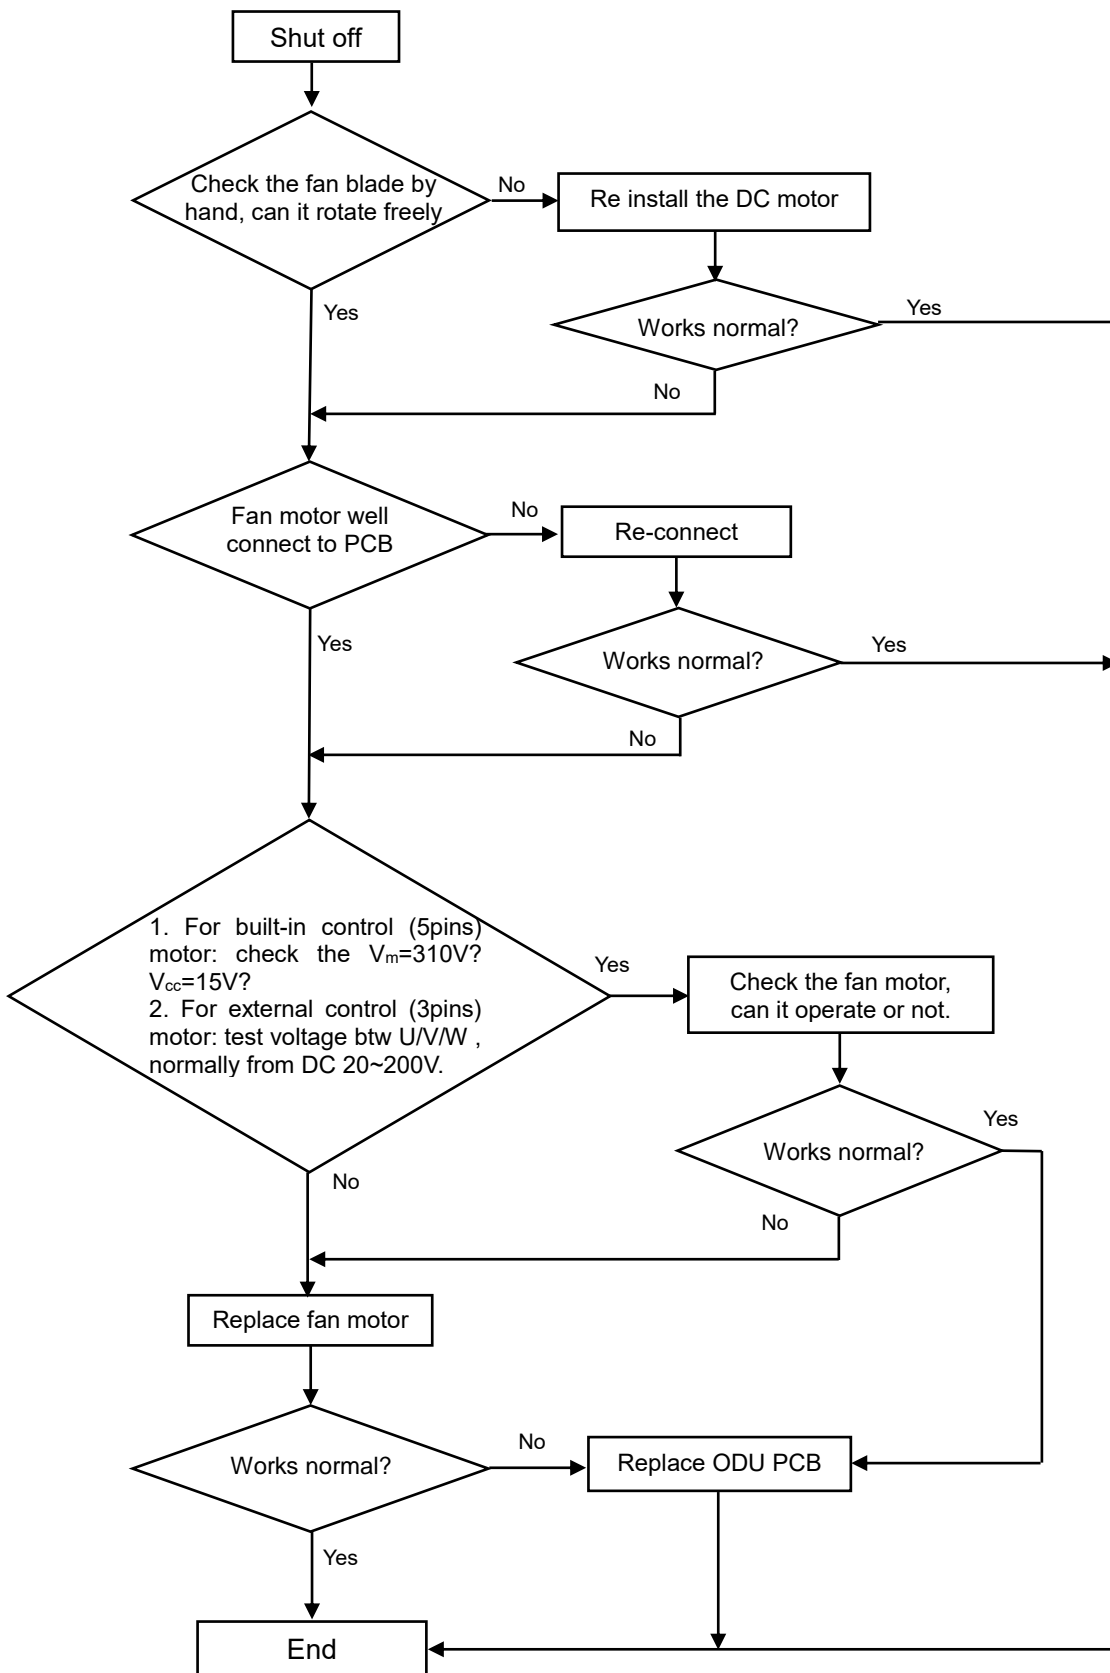 Shut off
Check the fan blade by
hand, can it rotate freely
No
Re install the DC motor
Yes
Works normal?
Yes
No
Fan motor well
connect to PCB
No
Re-connect
Yes
Works normal?
Yes
No
1. For built-in control (5pins)
motor: check the Vm=310V?
Vcc=15V?
2. For external control (3pins)
motor: test voltage btw U/V/W ,
normally from DC 20~200V.
Yes
Check the fan motor,
can it operate or not.
No
Works normal?
Yes
No
Replace fan motor
Works normal?
No
Replace ODU PCB
Yes
End